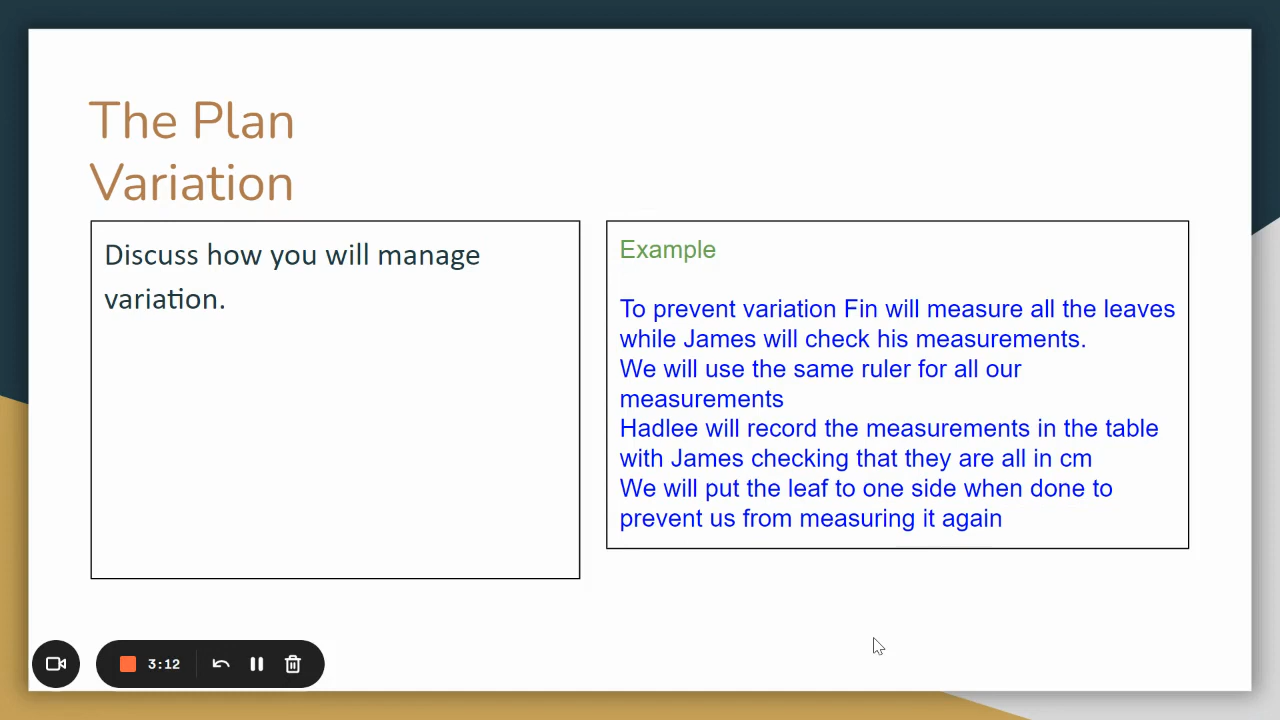 The Plan
Variation
Discuss how you will manage
variation.
Example
To prevent variation Fin will measure all the leaves
while James will check his measurements.
We will use the same ruler for all our
measurements
Hadlee will record the measurements in the table
with James checking that they are all in cm
We will put the leaf to one side when done to
prevent us from measuring it again
3:12